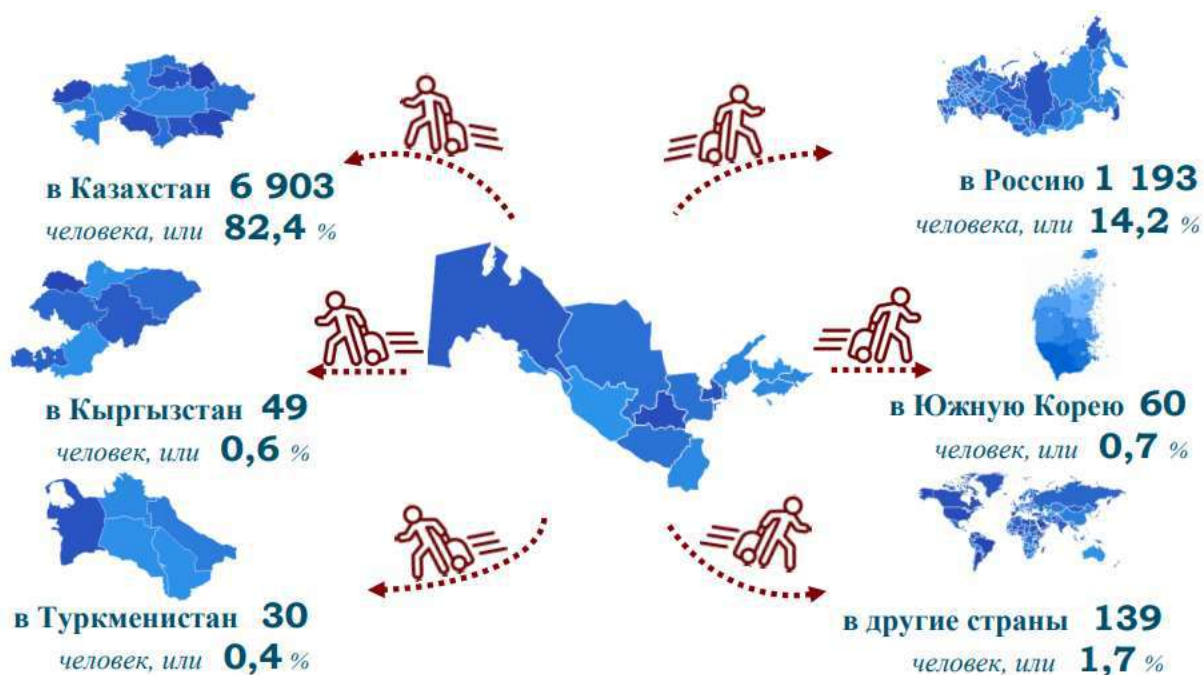 в Казахстан 6 903
человека, или 82,4 %
в Россию 1 193
человека, или 14,2 %
в Кыргызстан 49
человек, или 0,6 %
в Южную Корею 60
человек, или 0,7 %
в Туркменистан 30
человек, или 0,4 %
в другие страны 139
человек, или 1,7 %